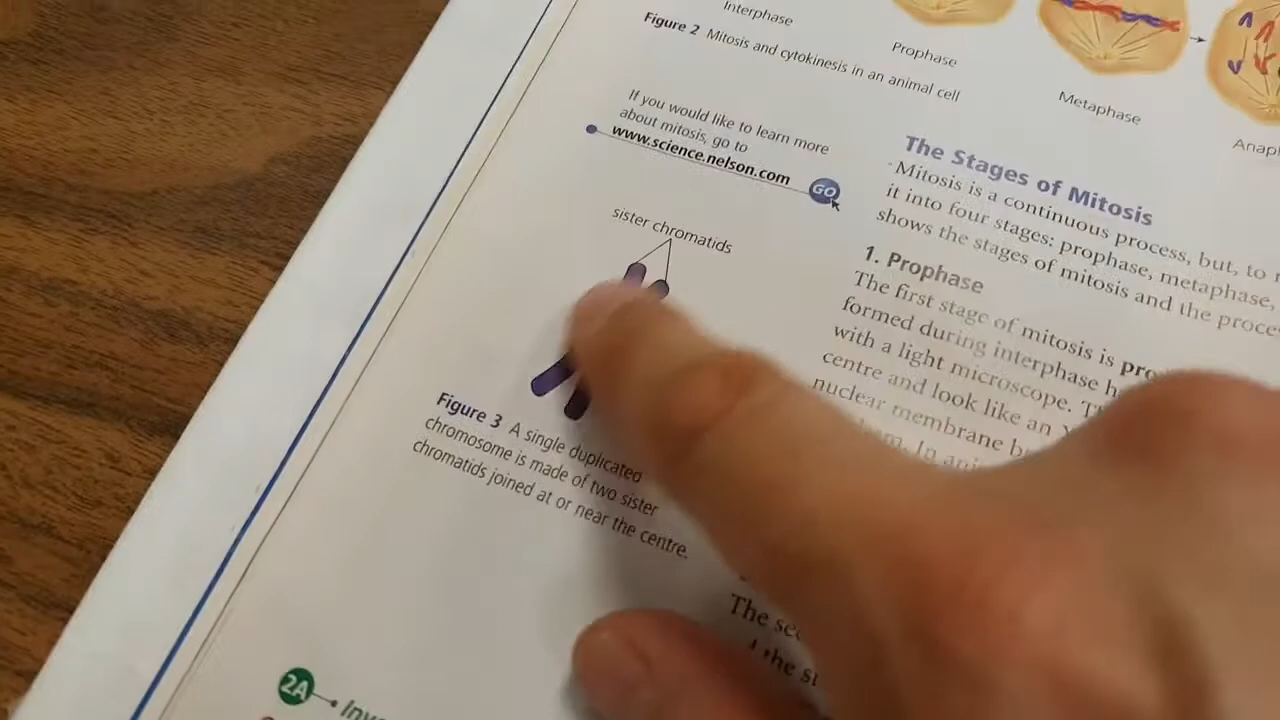 Interphase
Prophase
Metaphase
Figure 2 Mitosis and cytokinesis in an animal cell
If you would like to learn more
about mitosis, go to
www.science.nelson.com
GO
sister chromatids
Figure 3 A single duplicated
chromosome is made of two sister
chromatids joined at or near the centre.
2A
The Stages of Mitosis
Mitosis is a continuous process, but, to
it into four stages: prophase, metaphase,
shows the stages of mitosis and the
1. Prophase
The first stage of mitosis is
formed during interphase
with a light microscope.
centre and look like an
nuclear membrane
In
The
the